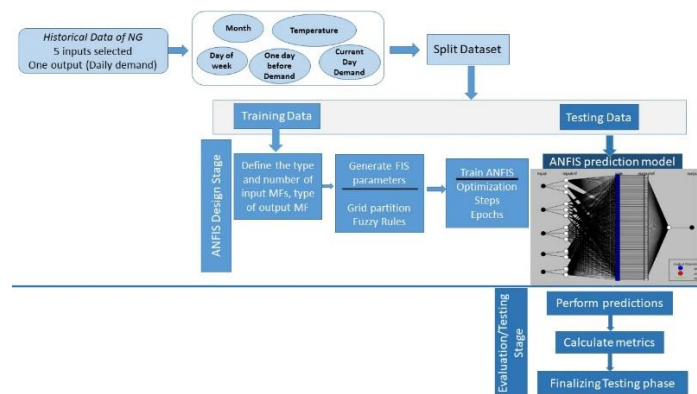 Historical Data of NG
5 inputs selected
One output (Daily demand)
Month
Temperature
Day of
week
One day
before
Demand
Current
Day
Demand
Split Dataset
Training Data
Testing Data
ANFIS Design Stage
Define the type
and number of
input MFs, type
of output MF
Generate FIS
parameters
Grid partition
Fuzzy Rules
Train ANFIS
Optimization
Steps
Epochs
ANFIS prediction model
Evaluation/Testing
Stage
Perform predictions
Calculate metrics
Finalizing Testing phase